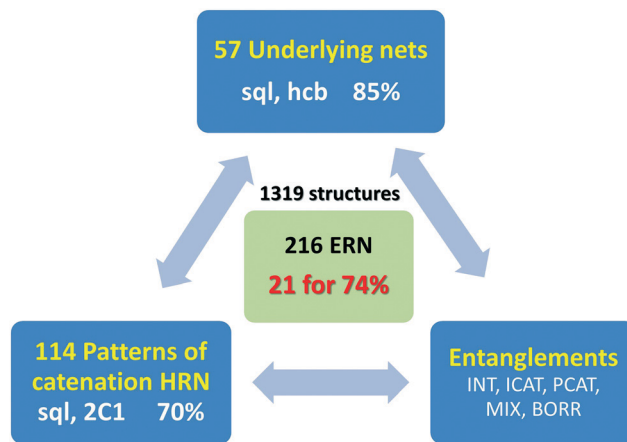 57 Underlying nets
sql, hcb 85%
1319 structures
216 ERN
21 for 74%
114 Patterns of
catenation HRN
sql, 2C1 70%
Entanglements
INT, ICAT, PCAT,
MIX, BORR